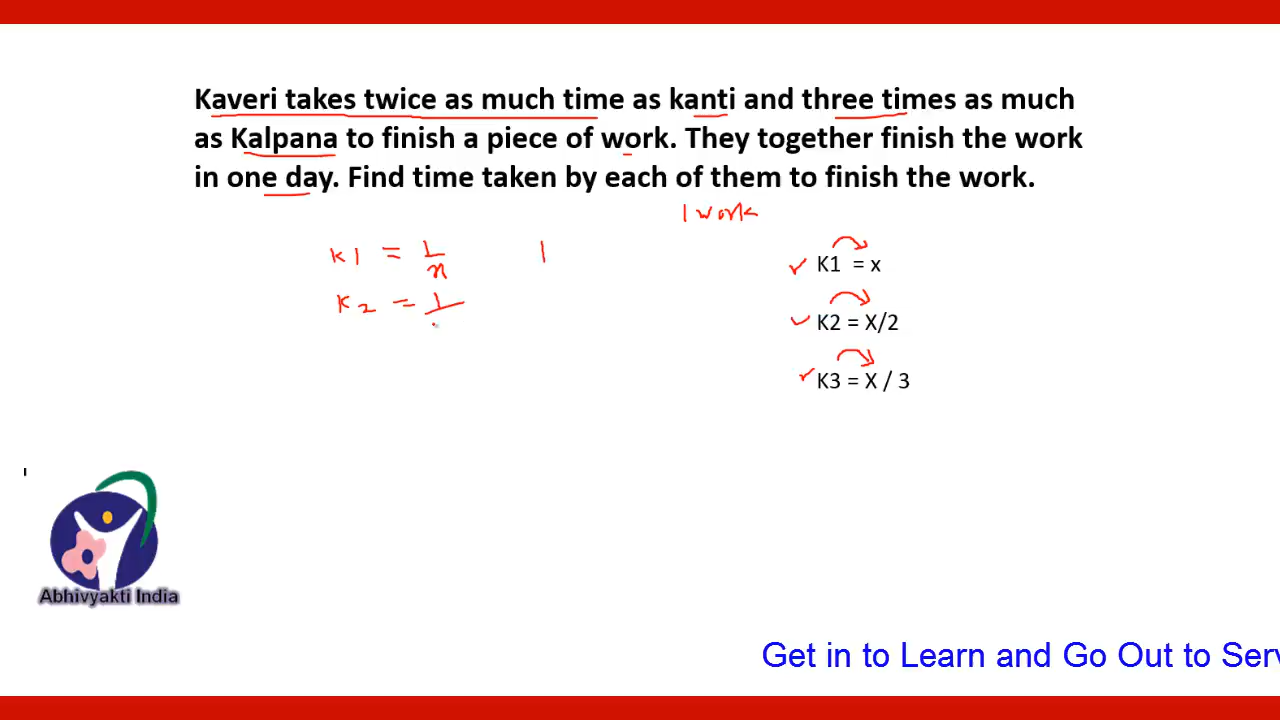 Kaveri takes twice as much time as kanti and three times as much
as Kalpana to finish a piece of work. They together finish the work
in one day. Find time taken by each of them to finish the work.
1 work
K1 = 1/x 1
K1 = x
K2 = 1/
K2 = X/2
K3 = X / 3
Abhivyakti India
Get in to Learn and Go Out to Serv